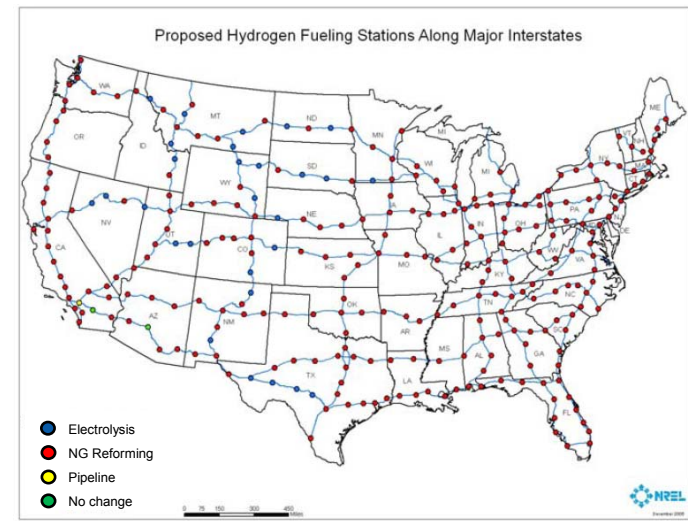 Proposed Hydrogen Fueling Stations Along Major Interstates
WA
MT
ND
MN
MI
ME
VT
NH
OR
ID
SD
WI
MI
NY
MA
CT
WY
IA
PA
NJ
NV
NE
IL
IN
OH
DE
CA
UT
CO
KS
MO
WV
VA
KY
AZ
NM
OK
AR
TN
NC
SC
MS
AL
GA
TX
LA
FL
Electrolysis
NG Reforming
Pipeline
No change
0 75 150 300 450
Miles
NREL